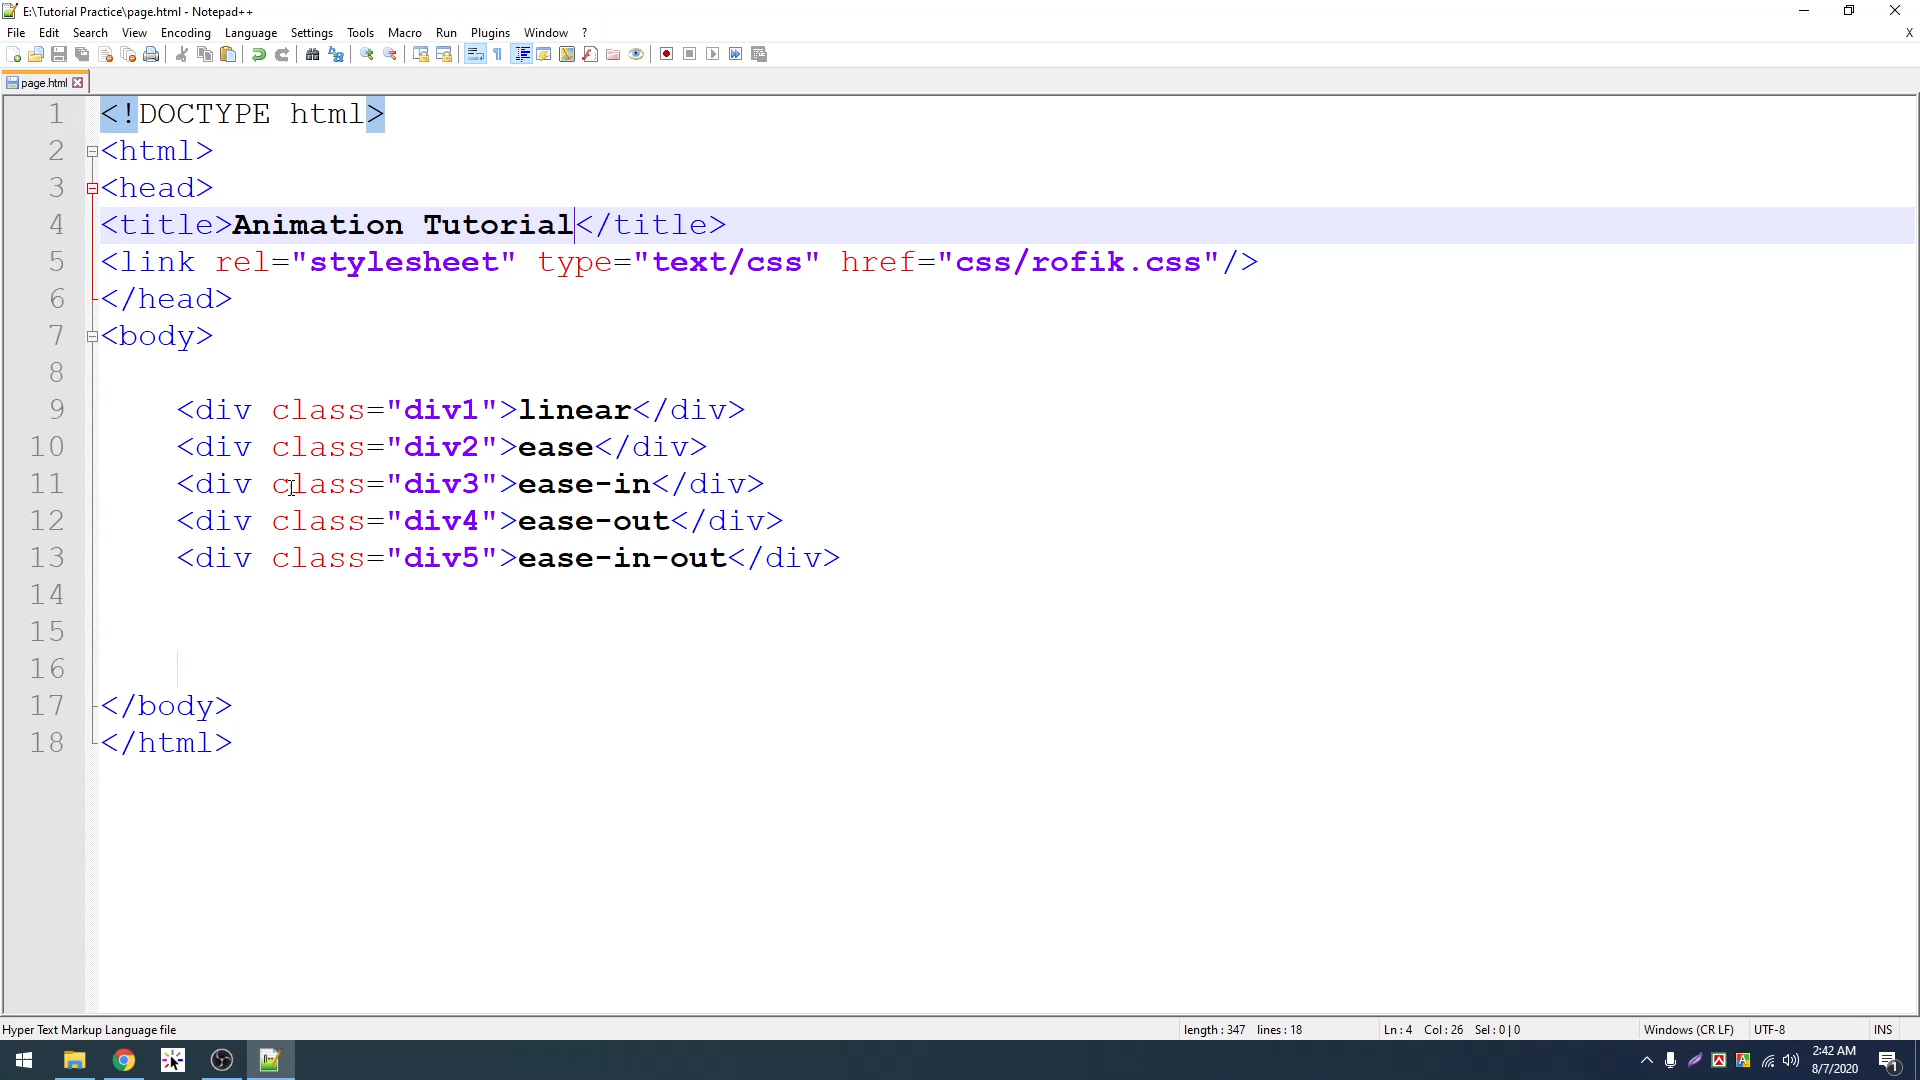 E:\Tutorial Practice\page.html - Notepad++
File Edit Search View Encoding Language Settings Tools Macro Run Plugins Window ? X
page.html
1 <!DOCTYPE html>
2 <html>
3 <head>
4 <title>Animation Tutorial</title>
5 <link rel="stylesheet" type="text/css" href="css/rofik.css"/>
6 </head>
7 <body>
8
9 <div class="div1">linear</div>
10 <div class="div2">ease</div>
11 <div class="div3">ease-in</div>
12 <div class="div4">ease-out</div>
13 <div class="div5">ease-in-out</div>
14
15
16
17 </body>
18 </html>
Hyper Text Markup Language file length : 347 lines : 18 Ln : 4 Col : 26 Sel : 0 | 0 Windows (CR LF) UTF-8 INS
2:42 AM
8/7/2020
1